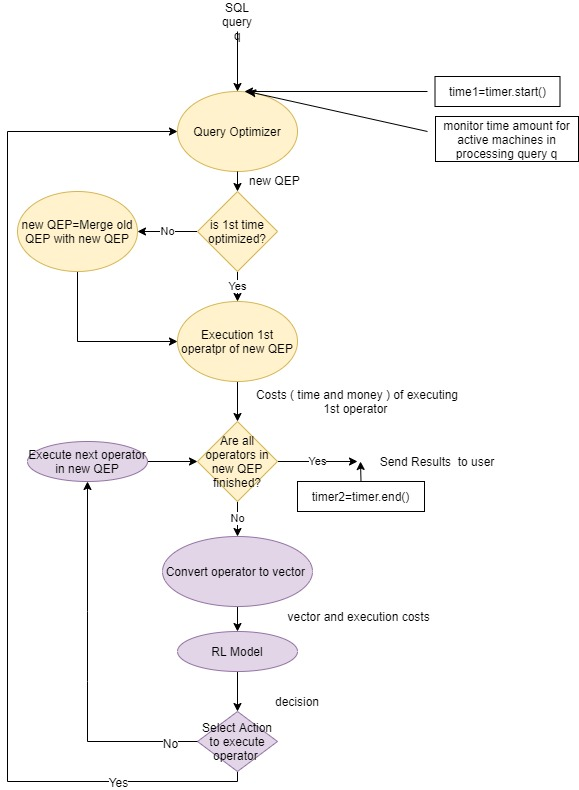 SQL
query
q
time1=timer.start()
monitor time amount for
active machines in
processing query q
Query Optimizer
new QEP
new QEP=Merge old
QEP with new QEP
No
is 1st time
optimized?
Yes
Execution 1st
operatpr of new QEP
Costs ( time and money ) of executing
1st operator
Execute next operator
in new QEP
Are all
operators in
new QEP
finished?
Yes
Send Results to user
timer2=timer.end()
No
Convert operator to vector
vector and execution costs
RL Model
decision
Select Action
to execute
operator
No
Yes